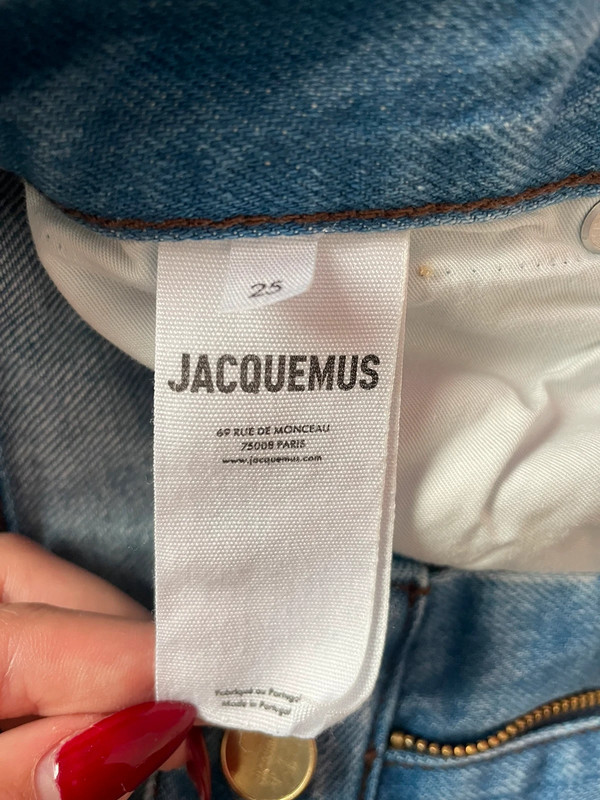 25
JACQUEMUS
69 RUE DE MONCEAU
75008 PARIS
www.jacquemus.com
Fabriqué au Portugal
Made in Portugal